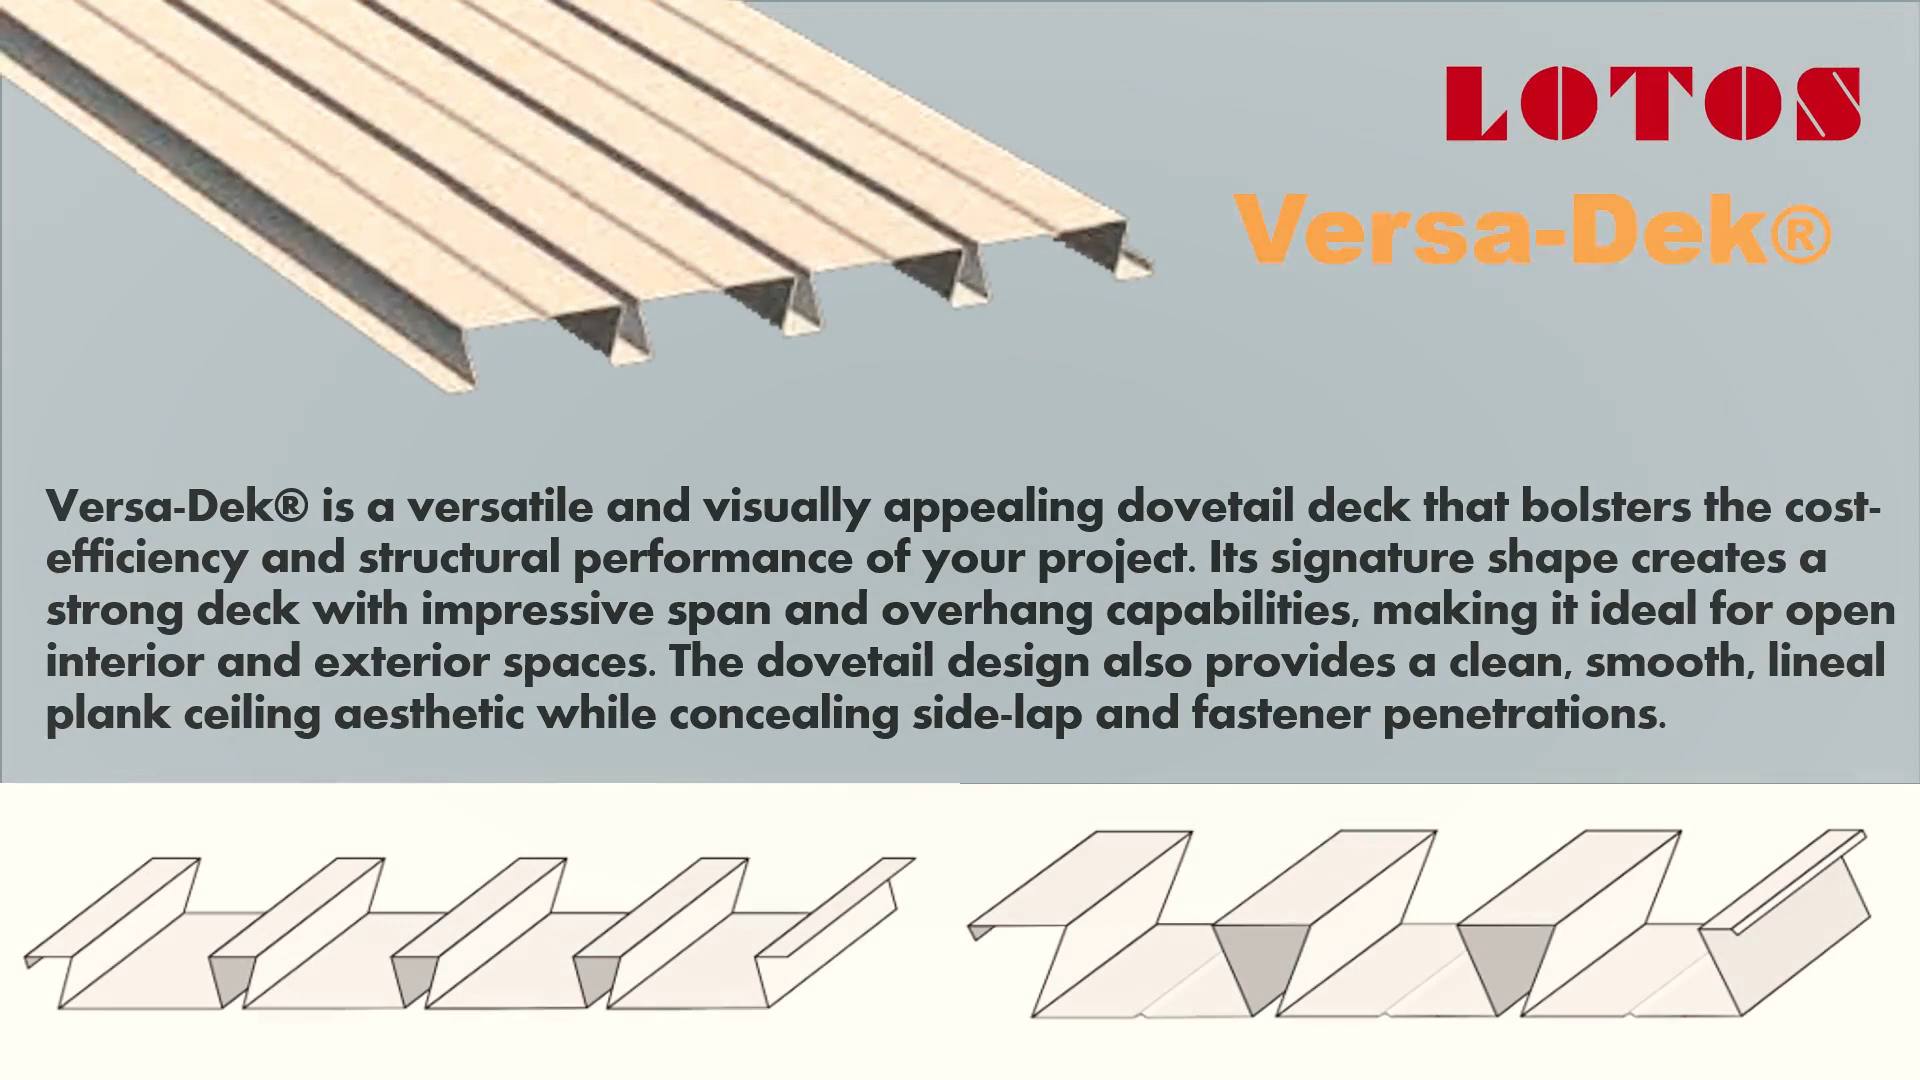 LOTOS
Versa-Dek®
Versa-Dek® is a versatile and visually appealing dovetail deck that bolsters the cost-
efficiency and structural performance of your project. Its signature shape creates a
strong deck with impressive span and overhang capabilities, making it ideal for open
interior and exterior spaces. The dovetail design also provides a clean, smooth, lineal
plank ceiling aesthetic while concealing side-lap and fastener penetrations.